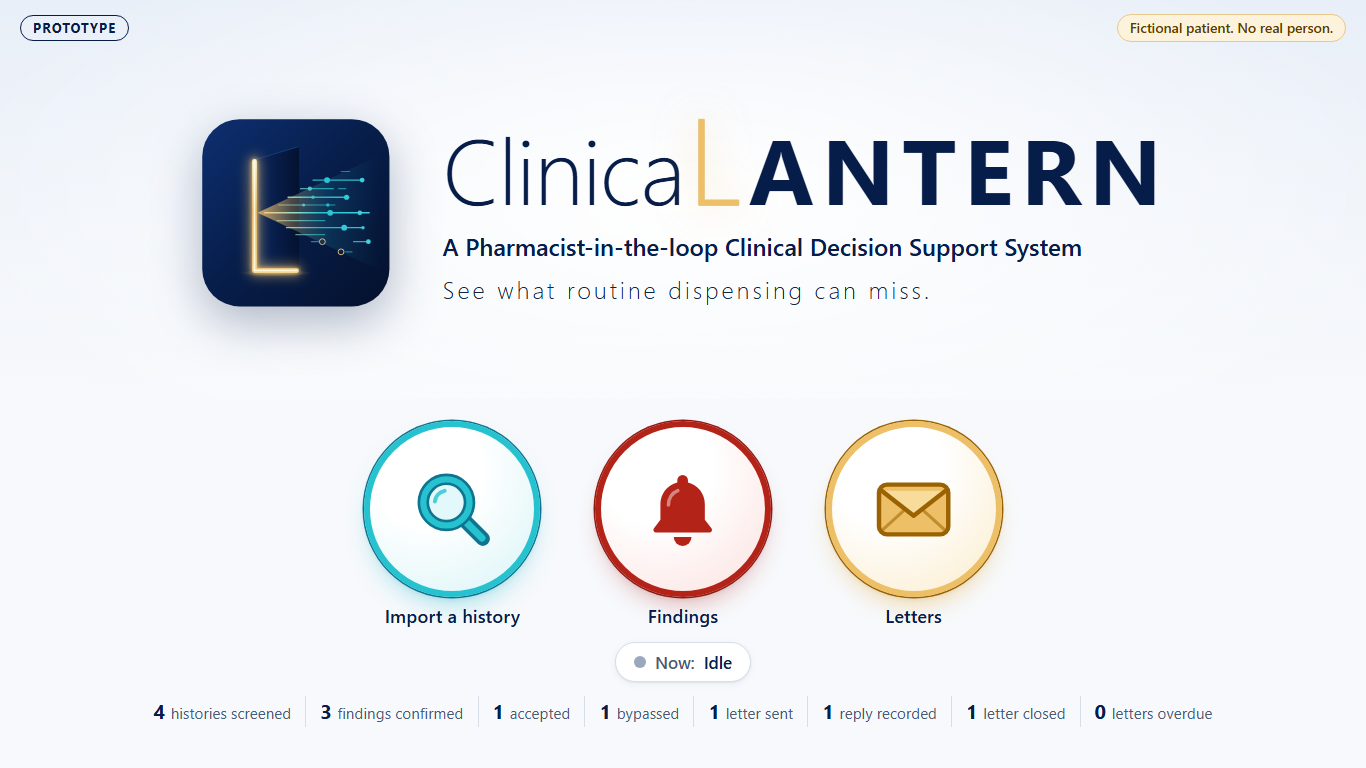 PROTOTYPE
Fictional patient. No real person.
ClinicaLANTERN
A Pharmacist-in-the-loop Clinical Decision Support System
See what routine dispensing can miss.
Import a history
Findings
Letters
Now: Idle
4 histories screened
3 findings confirmed
1 accepted
1 bypassed
1 letter sent
1 reply recorded
1 letter closed
0 letters overdue